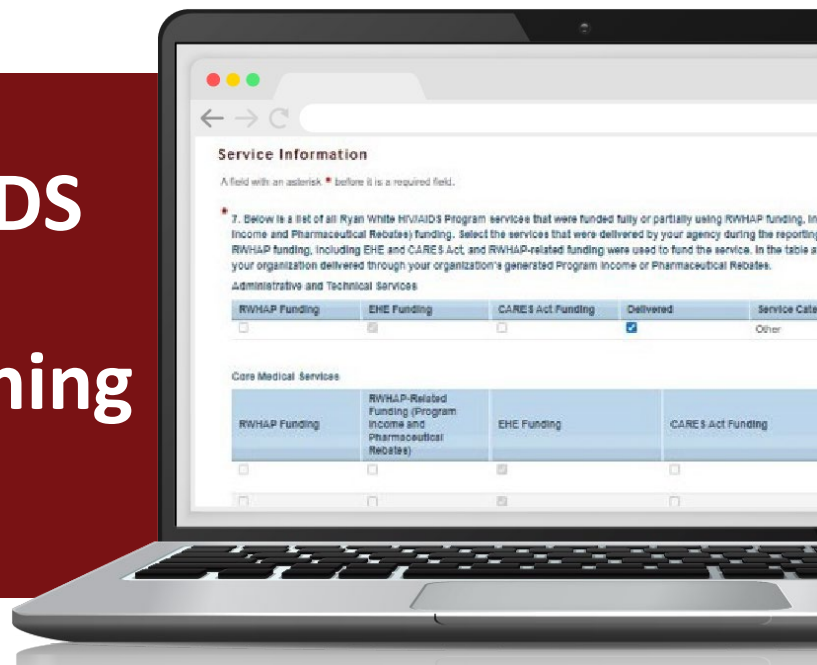 DS
ning
Service Information
A field with an asterisk * before it is a required field.
* 7. Below is a list of all Ryan White HIV/AIDS Program services that were funded fully or partially using RWHAP funding, in
Income and Pharmaceutical Rebates) funding. Select the services that were delivered by your agency during the reporting
RWHAP funding, including EHE and CARES Act, and RWHAP-related funding were used to fund the service. In the table a
your organization delivered through your organization's generated Program Income or Pharmaceutical Rebates.
Administrative and Technical Services
RWHAP Funding EHE Funding CARES Act Funding Delivered Service Cate
Other
Core Medical Services
RWHAP Funding RWHAP-Related Funding (Program Income and Pharmaceutical Rebates) EHE Funding CARES Act Funding